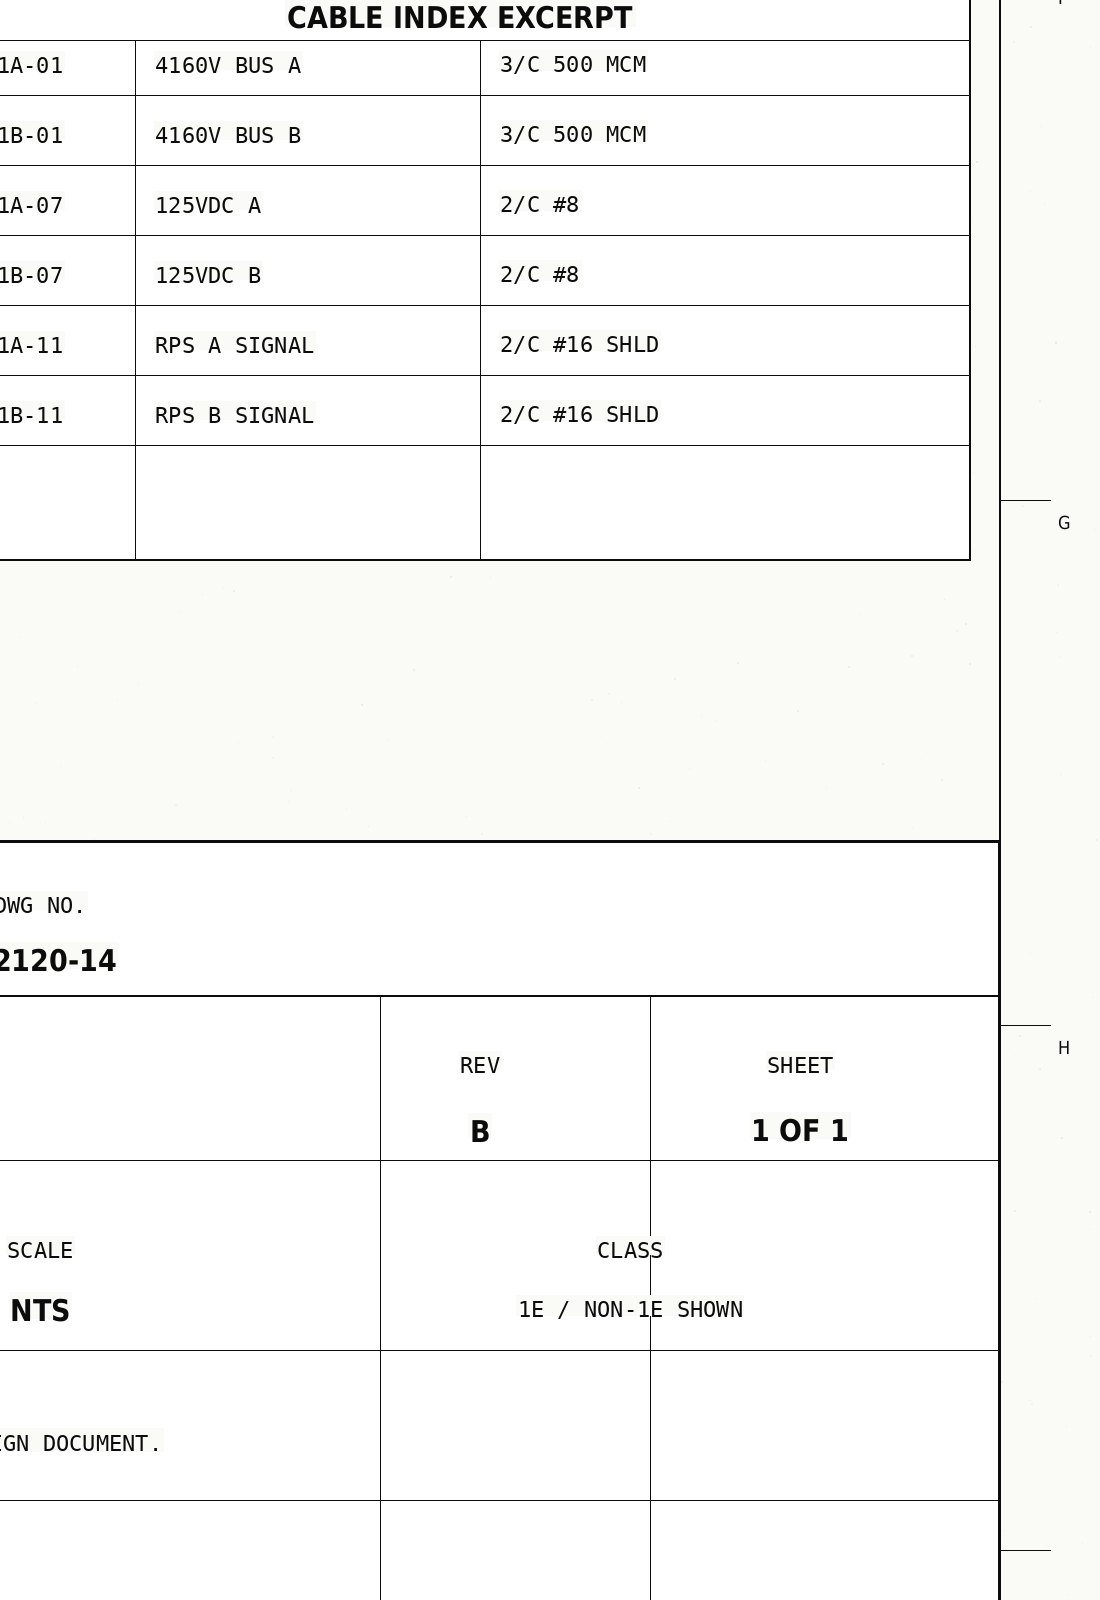 CABLE INDEX EXCERPT
1A-01 4160V BUS A 3/C 500 MCM
1B-01 4160V BUS B 3/C 500 MCM
1A-07 125VDC A 2/C #8
1B-07 125VDC B 2/C #8
1A-11 RPS A SIGNAL 2/C #16 SHLD
1B-11 RPS B SIGNAL 2/C #16 SHLD
G
DWG NO.
2120-14
H
REV SHEET
B 1 OF 1
SCALE CLASS
NTS 1E / NON-1E SHOWN
IGN DOCUMENT.